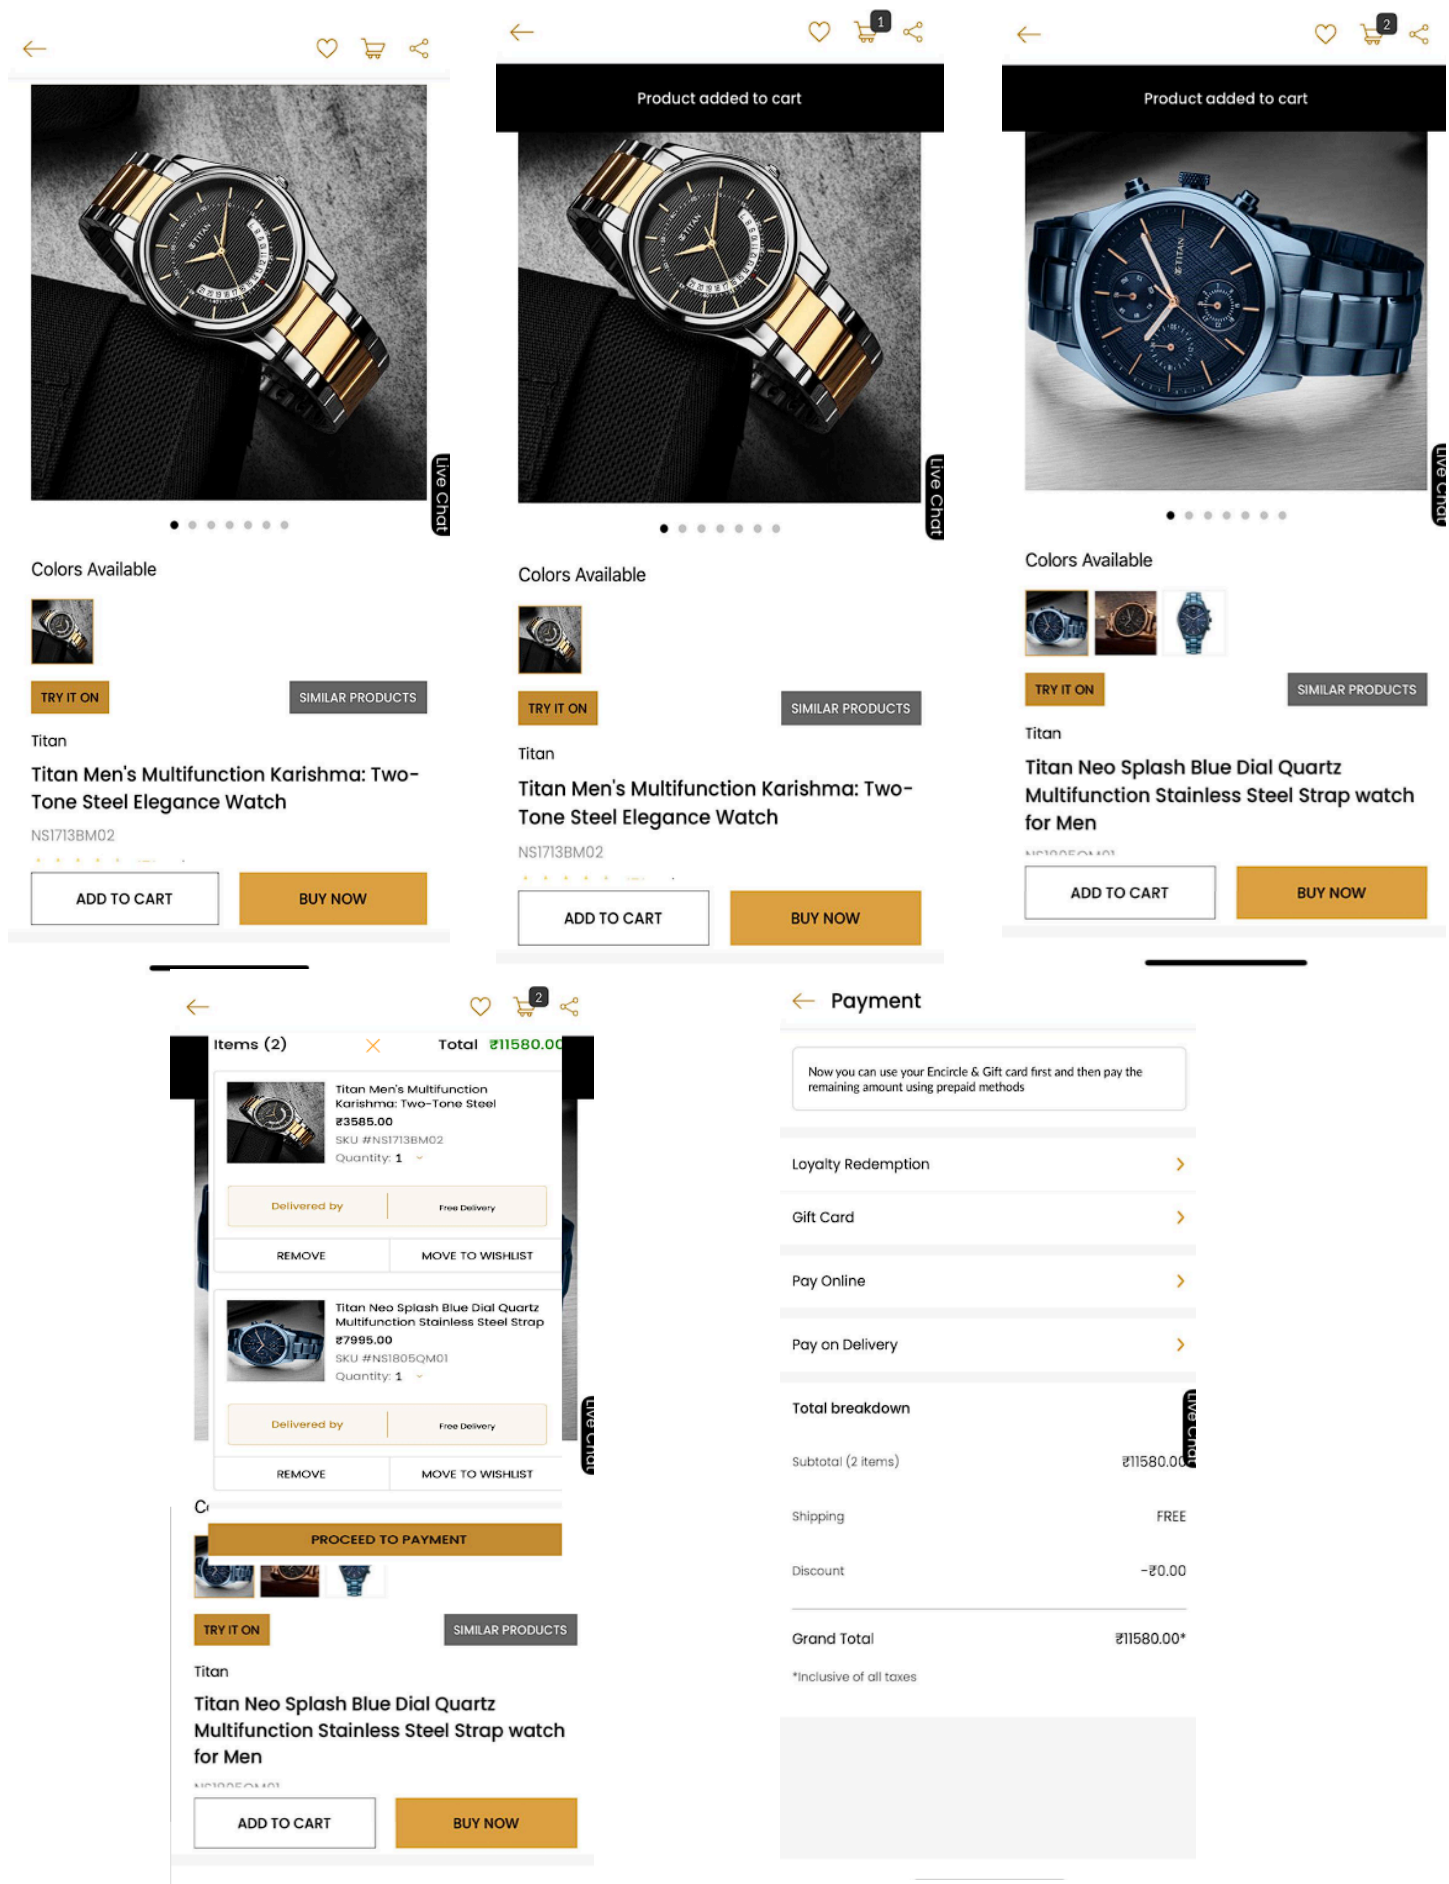 Product added to cart
TITAN
Live Chat
Colors Available
TRY IT ON
SIMILAR PRODUCTS
Titan
Titan Men's Multifunction Karishma: Two-
Tone Steel Elegance Watch
NS1713BM02
ADD TO CART
BUY NOW
1
TITAN
Live Chat
Colors Available
TRY IT ON
SIMILAR PRODUCTS
Titan
Titan Men's Multifunction Karishma: Two-
Tone Steel Elegance Watch
NS1713BM02
ADD TO CART
BUY NOW
2
Product added to cart
TITAN
Live Chat
Colors Available
TRY IT ON
SIMILAR PRODUCTS
Titan
Titan Neo Splash Blue Dial Quartz
Multifunction Stainless Steel Strap watch
for Men
NS1805QM01
ADD TO CART
BUY NOW
2
Items (2)
Total ₹11580.00
Titan Men's Multifunction
Karishma: Two-Tone Steel
₹3585.00
SKU #NS1713BM02
Quantity: 1
Delivered by
Free Delivery
REMOVE
MOVE TO WISHLIST
Titan Neo Splash Blue Dial Quartz
Multifunction Stainless Steel Strap
₹7995.00
SKU #NS1805QM01
Quantity: 1
Delivered by
Free Delivery
REMOVE
MOVE TO WISHLIST
Live Chat
PROCEED TO PAYMENT
TRY IT ON
SIMILAR PRODUCTS
Titan
Titan Neo Splash Blue Dial Quartz
Multifunction Stainless Steel Strap watch
for Men
NS1805QM01
ADD TO CART
BUY NOW
Payment
Now you can use your Encircle & Gift card first and then pay the
remaining amount using prepaid methods
Loyalty Redemption
Gift Card
Pay Online
Pay on Delivery
Total breakdown
Live Chat
Subtotal (2 items)
₹11580.00
Shipping
FREE
Discount
-₹0.00
Grand Total
₹11580.00*
*Inclusive of all taxes